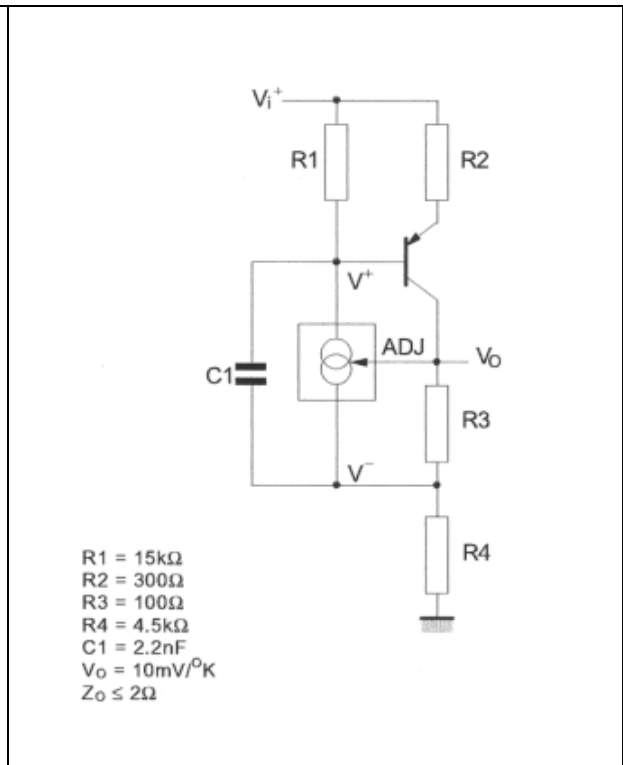 Vi+
R1
R2
V+
ADJ
VO
C1
R3
V−
R4
R1 = 15kΩ
R2 = 300Ω
R3 = 100Ω
R4 = 4.5kΩ
C1 = 2.2nF
VO = 10mV/°K
ZO ≤ 2Ω